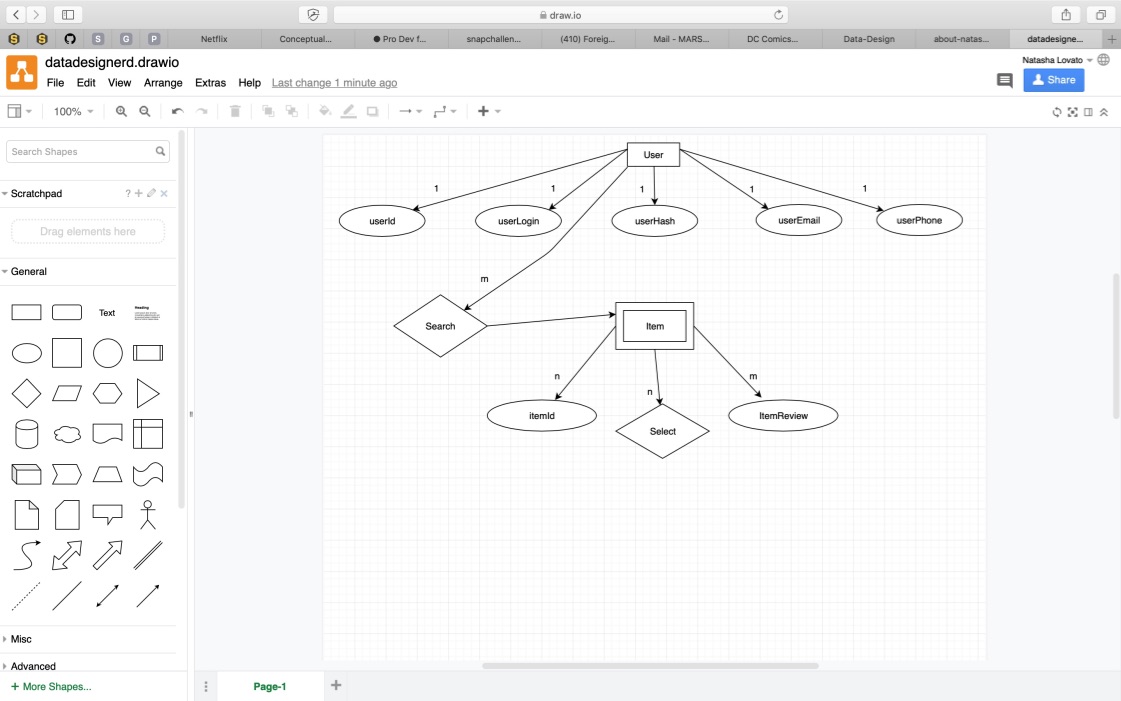 draw.io
S
S
S
G
P
Netflix
Conceptual...
Pro Dev f...
snapchallen...
(410) Foreig...
Mail – MARS...
DC Comics...
Data-Design
about-natas...
datadesigne...
datadesignerd.drawio
Natasha Lovato
File Edit View Arrange Extras Help Last change 1 minute ago
Share
100%
Search Shapes
Scratchpad
?
Drag elements here
General
Text
Heading
User
1
1
1
1
1
userId
userLogin
userHash
userEmail
userPhone
m
Search
Item
n
n
m
itemId
Select
ItemReview
Misc
Advanced
+ More Shapes...
Page-1